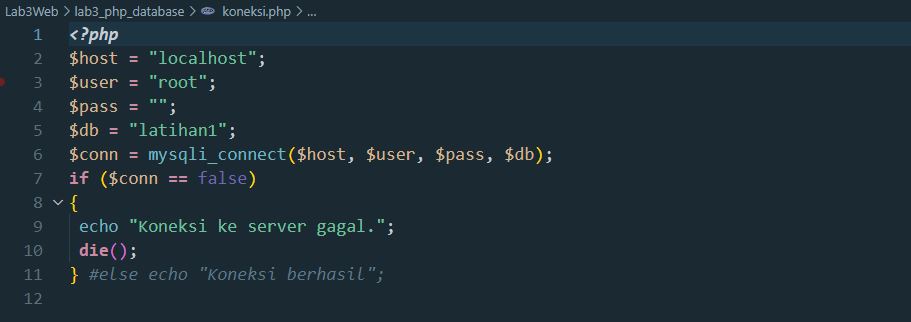 Lab3Web > lab3_php_database > koneksi.php > ...
1 <?php
2 $host = "localhost";
3 $user = "root";
4 $pass = "";
5 $db = "latihan1";
6 $conn = mysqli_connect($host, $user, $pass, $db);
7 if ($conn == false)
8 {
9 echo "Koneksi ke server gagal.";
10 die();
11 } #else echo "Koneksi berhasil";
12